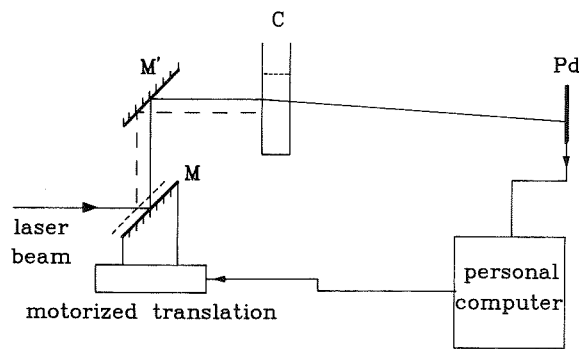 C
M'
Pd
M
laser
beam
personal
computer
motorized translation